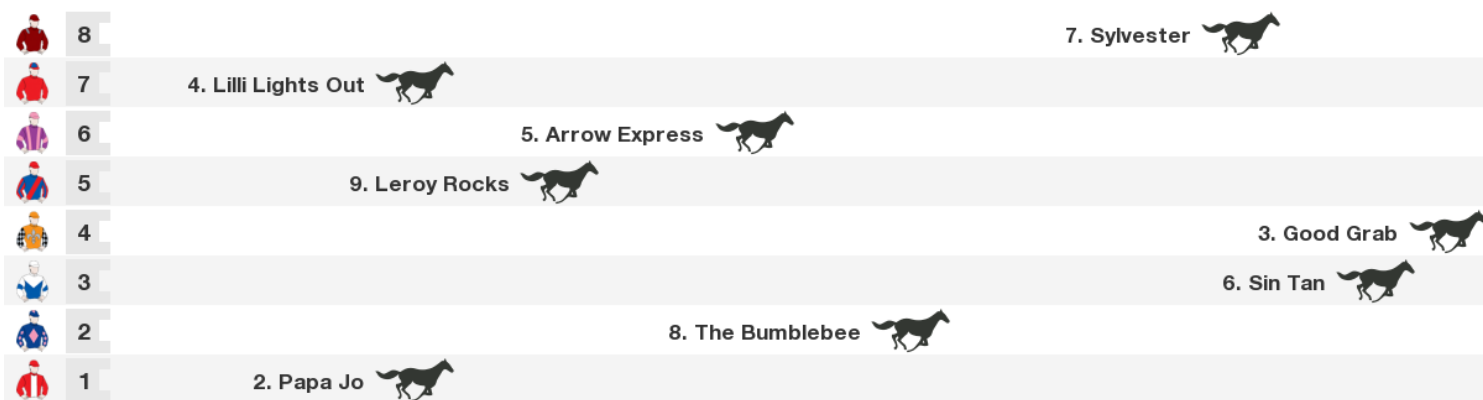 8 7. Sylvester
7 4. Lilli Lights Out
6 5. Arrow Express
5 9. Leroy Rocks
4 3. Good Grab
3 6. Sin Tan
2 8. The Bumblebee
1 2. Papa Jo